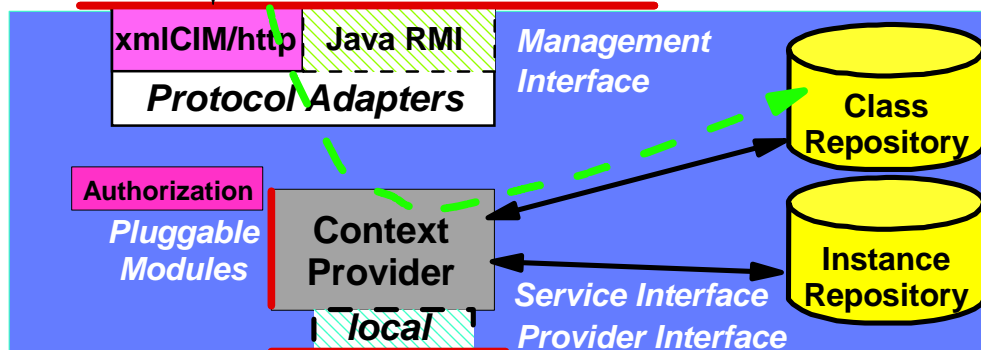 xmlCIM/http
Java RMI
Management
Interface
Protocol Adapters
Class
Repository
Authorization
Pluggable
Modules
Context
Provider
Instance
Repository
Service Interface
Provider Interface
local